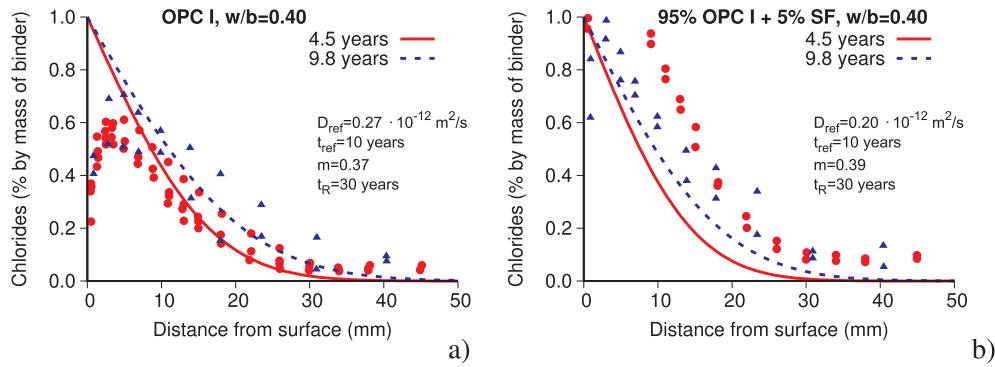 OPC I, w/b=0.40
4.5 years
9.8 years
D_ref=0.27 · 10^-12 m^2/s
t_ref=10 years
m=0.37
t_R=30 years
Chlorides (% by mass of binder)
1.0
0.8
0.6
0.4
0.2
0.0
0 10 20 30 40 50
Distance from surface (mm)
a)
95% OPC I + 5% SF, w/b=0.40
4.5 years
9.8 years
D_ref=0.20 · 10^-12 m^2/s
t_ref=10 years
m=0.39
t_R=30 years
Chlorides (% by mass of binder)
1.0
0.8
0.6
0.4
0.2
0.0
0 10 20 30 40 50
Distance from surface (mm)
b)